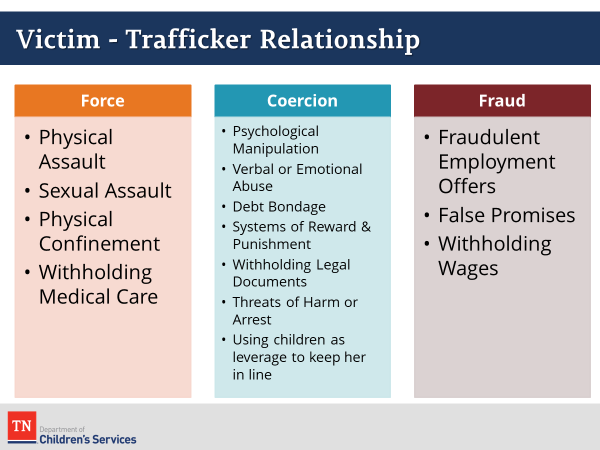 Victim - Trafficker Relationship
Force
• Physical
Assault
• Sexual Assault
• Physical
Confinement
• Withholding
Medical Care
Coercion
• Psychological
Manipulation
• Verbal or Emotional
Abuse
• Debt Bondage
• Systems of Reward &
Punishment
• Withholding Legal
Documents
• Threats of Harm or
Arrest
• Using children as
leverage to keep her
in line
Fraud
• Fraudulent
Employment
Offers
• False Promises
• Withholding
Wages
TN
Department of
Children's Services